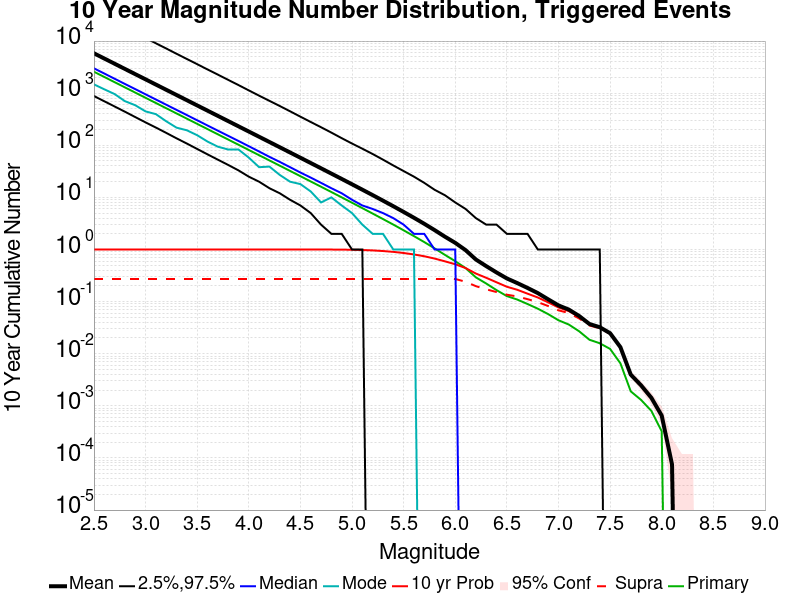 10 Year Magnitude Number Distribution, Triggered Events
10 Year Cumulative Number
10^4
10^3
10^2
10^1
10^0
10^-1
10^-2
10^-3
10^-4
10^-5
2.5 3.0 3.5 4.0 4.5 5.0 5.5 6.0 6.5 7.0 7.5 8.0 8.5 9.0
Magnitude
Mean 2.5%,97.5% Median Mode 10 yr Prob 95% Conf Supra Primary